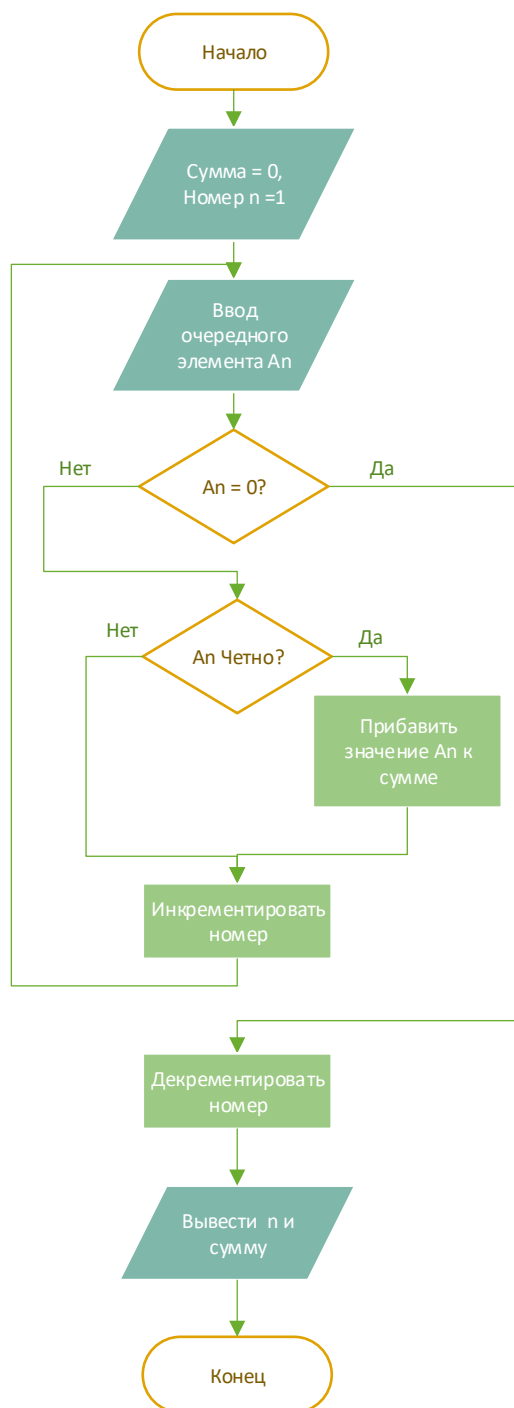 Начало
Сумма = 0,
Номер n =1
Ввод
очередного
элемента An
Нет
Да
An = 0?
Нет
Да
An Четно?
Прибавить
значение An к
сумме
Инкрементировать
номер
Декрементировать
номер
Вывести n и
сумму
Конец